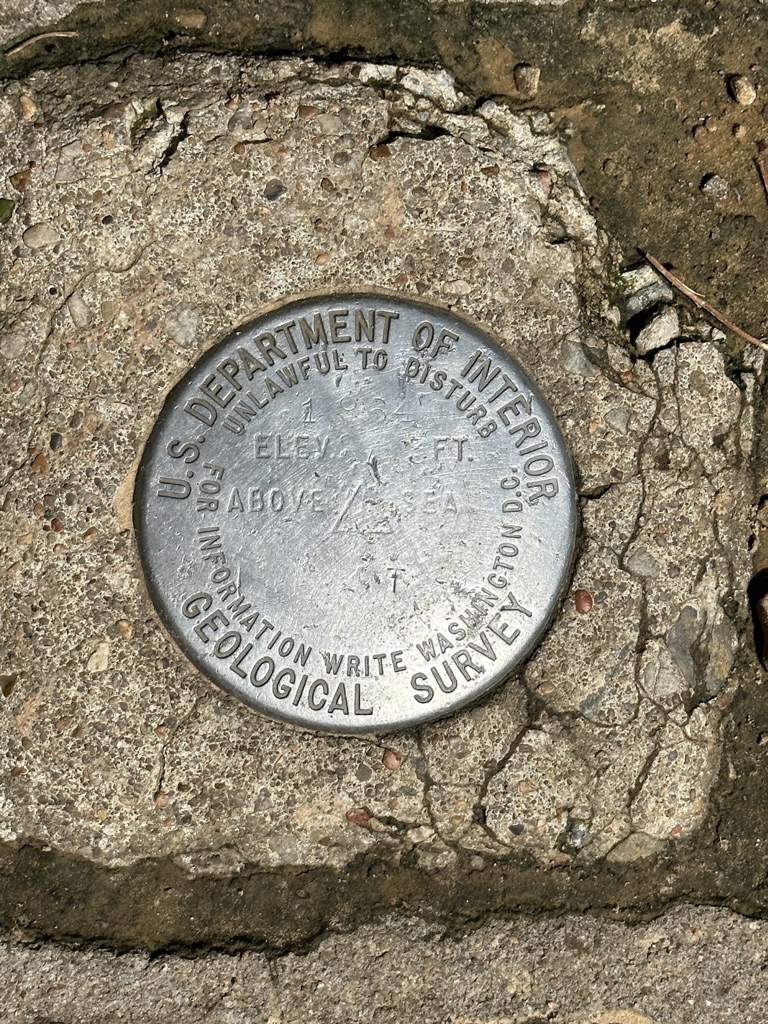 U.S. DEPARTMENT OF INTERIOR
UNLAWFUL TO DISTURB
ELEV. FT.
ABOVE SEA
FOR INFORMATION WRITE WASHINGTON D.C.
GEOLOGICAL SURVEY